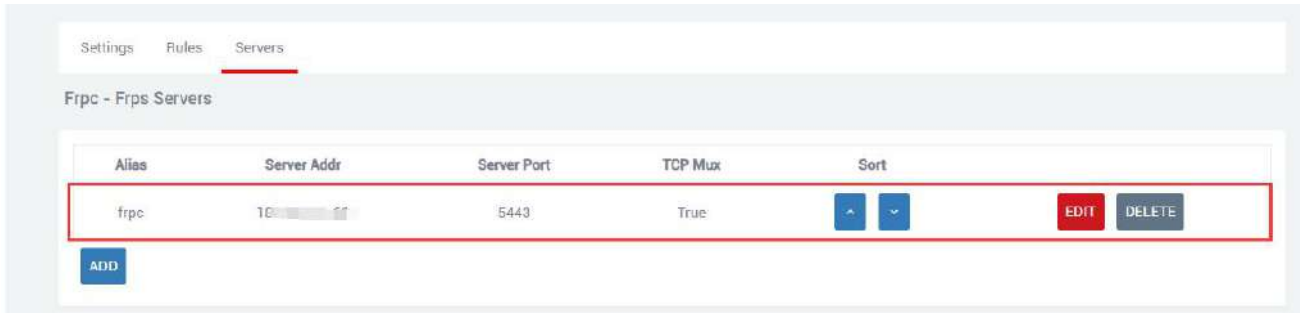 Settings Rules Servers
Frpc - Frps Servers
Alias Server Addr Server Port TCP Mux Sort
frpc 5443 True EDIT DELETE
ADD